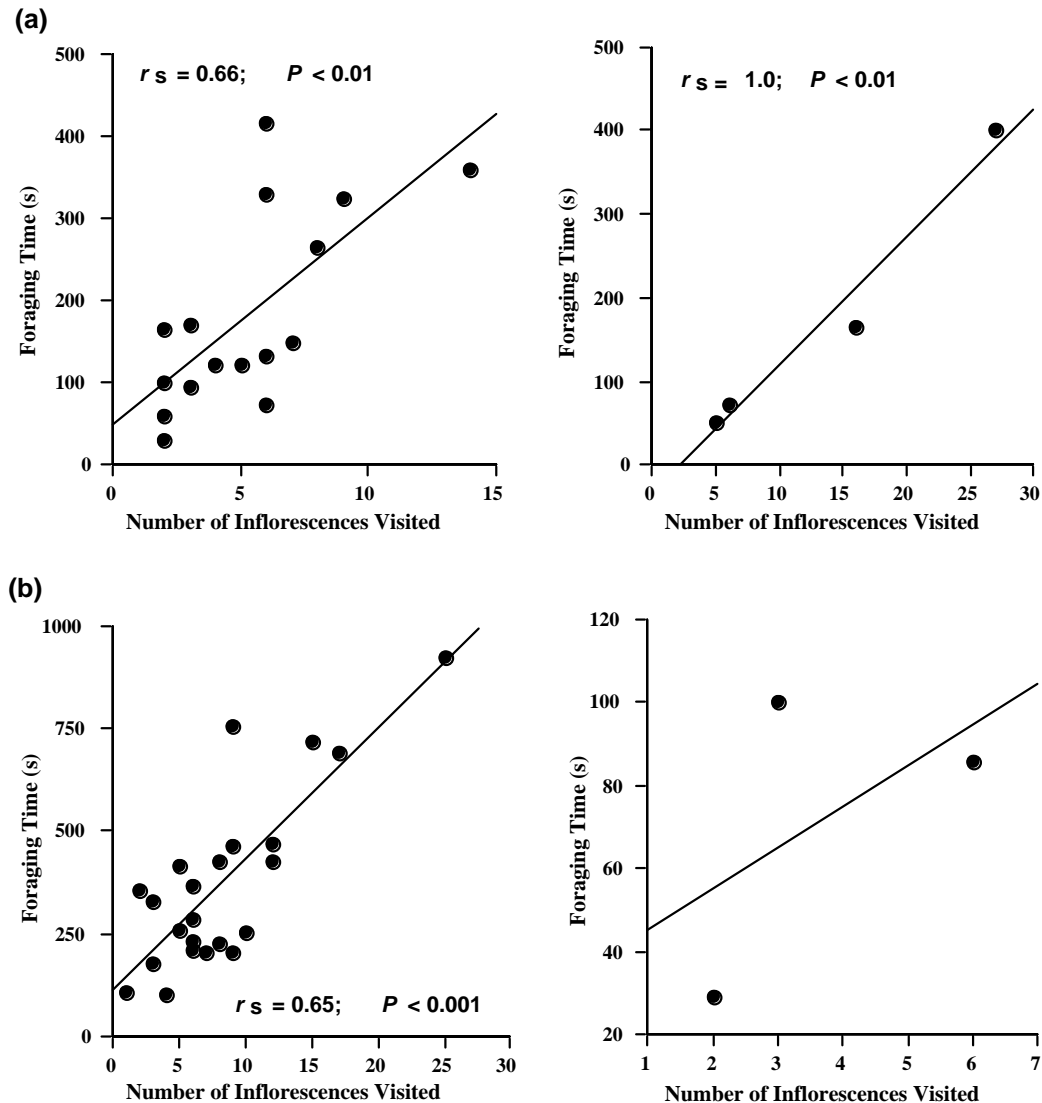 (a)
500
400
300
200
100
0
r s = 0.66; P < 0.01
Foraging Time (s)
0 5 10 15
Number of Inflorescences Visited
500
400
300
200
100
0
r s = 1.0; P < 0.01
Foraging Time (s)
0 5 10 15 20 25 30
Number of Inflorescences Visited
(b)
1000
750
500
250
0
Foraging Time (s)
r s = 0.65; P < 0.001
0 5 10 15 20 25 30
Number of Inflorescences Visited
120
100
80
60
40
20
Foraging Time (s)
1 2 3 4 5 6 7
Number of Inflorescences Visited